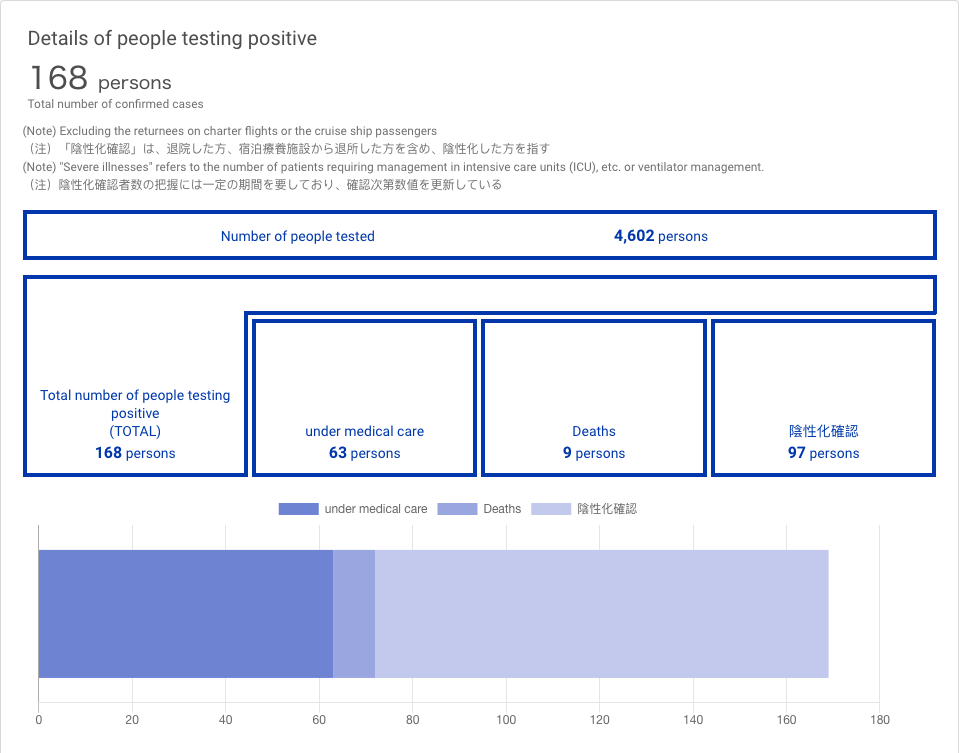 Details of people testing positive
168 persons
Total number of confirmed cases
(Note) Excluding the returnees on charter flights or the cruise ship passengers
（注）「陰性化確認」は、退院した方、宿泊療養施設から退所した方を含め、陰性化した方を指す
(Note) "Severe illnesses" refers to the number of patients requiring management in intensive care units (ICU), etc. or ventilator management.
（注）陰性化確認者数の把握には一定の期間を要しており、確認次第数値を更新している
Number of people tested 4,602 persons
Total number of people testing
positive
(TOTAL)
168 persons
under medical care
63 persons
Deaths
9 persons
陰性化確認
97 persons
under medical care Deaths 陰性化確認
0 20 40 60 80 100 120 140 160 180